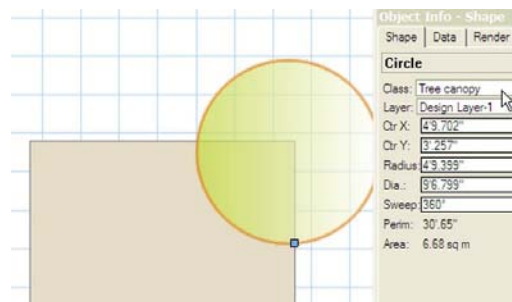 Object Info - Shape
Shape Data Render
Circle
Class: Tree canopy
Layer: Design Layer-1
Ctr X: 4'9.702"
Ctr Y: 3'.257"
Radius: 4'9.399"
Dia.: 9'6.799"
Sweep: 360°
Perim: 30'.65"
Area: 6.68 sq m